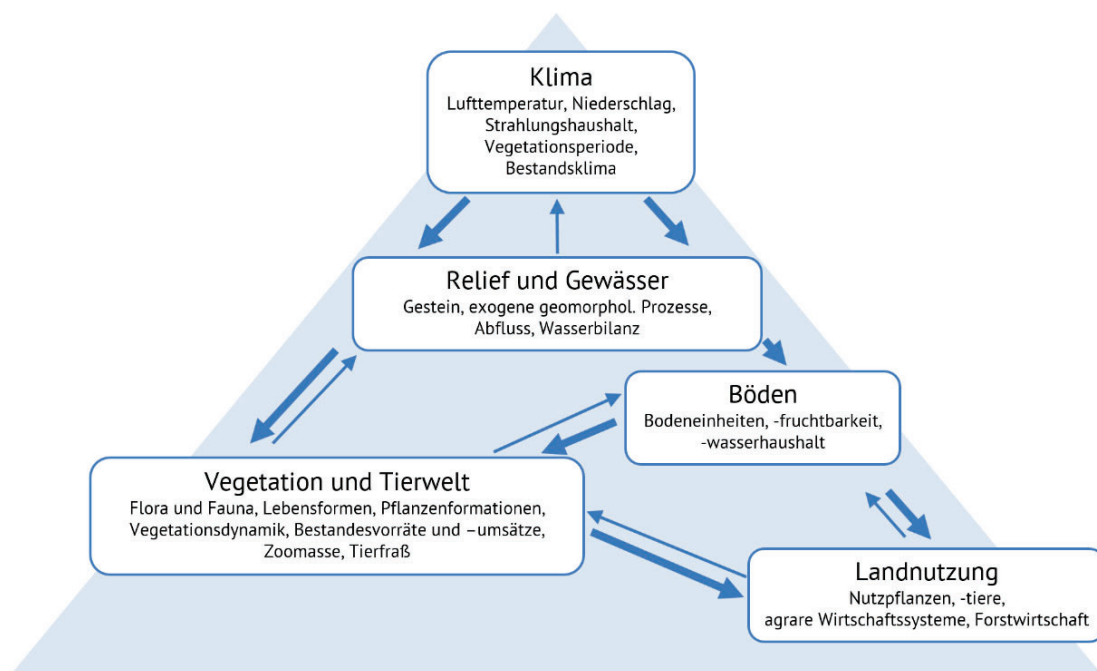 Klima
Lufttemperatur, Niederschlag,
Strahlungshaushalt,
Vegetationsperiode,
Bestandsklima
Relief und Gewässer
Gestein, exogene geomorphol. Prozesse,
Abfluss, Wasserbilanz
Böden
Bodeneinheiten, -fruchtbarkeit,
-wasserhaushalt
Vegetation und Tierwelt
Flora und Fauna, Lebensformen, Pflanzenformationen,
Vegetationsdynamik, Bestandesvorräte und –umsätze,
Zoomasse, Tierfraß
Landnutzung
Nutzpflanzen, -tiere,
agrare Wirtschaftssysteme, Forstwirtschaft